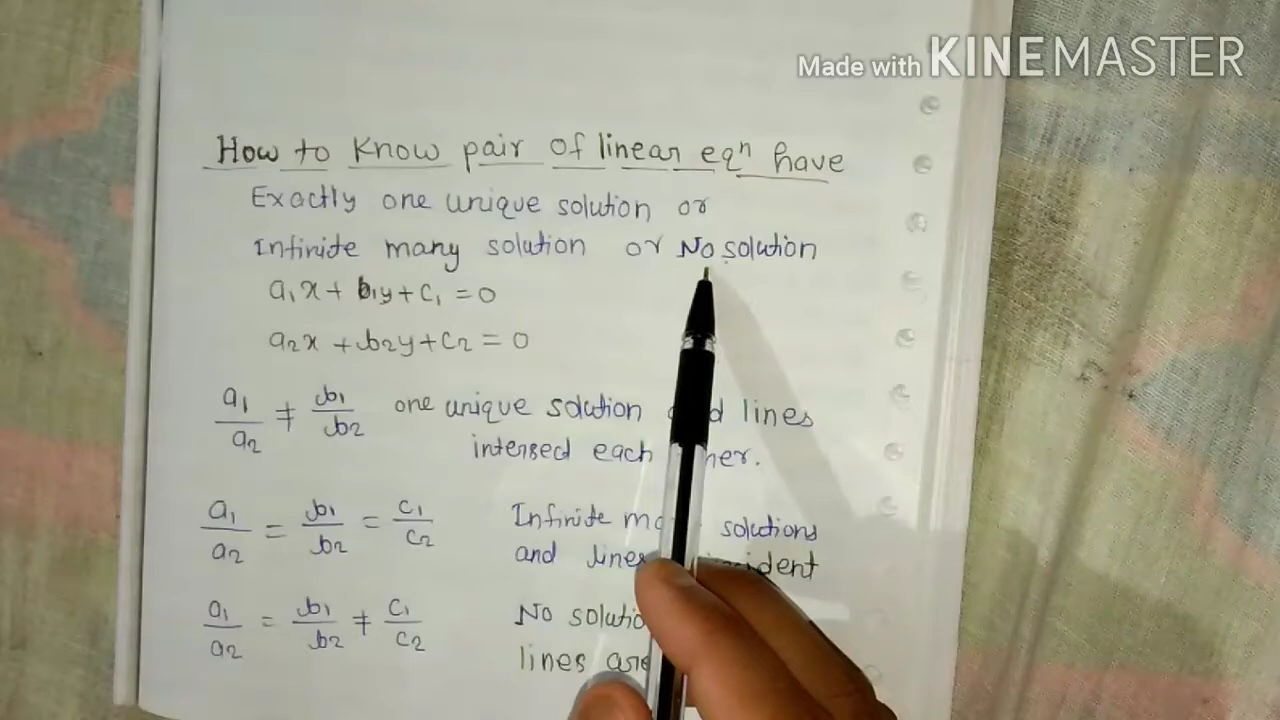 Made with KINEMASTER
How to know pair of linear eqⁿ have
Exactly one unique solution or
Infinite many solution or No solution
a₁x + b₁y + c₁ = 0
a₂x + b₂y + c₂ = 0
a₁/a₂ ≠ b₁/b₂ one unique solution lines
intersed each
a₁/a₂ = b₁/b₂ = c₁/c₂ Infinite solutions
and lines
a₁/a₂ = b₁/b₂ ≠ c₁/c₂ No
lines are